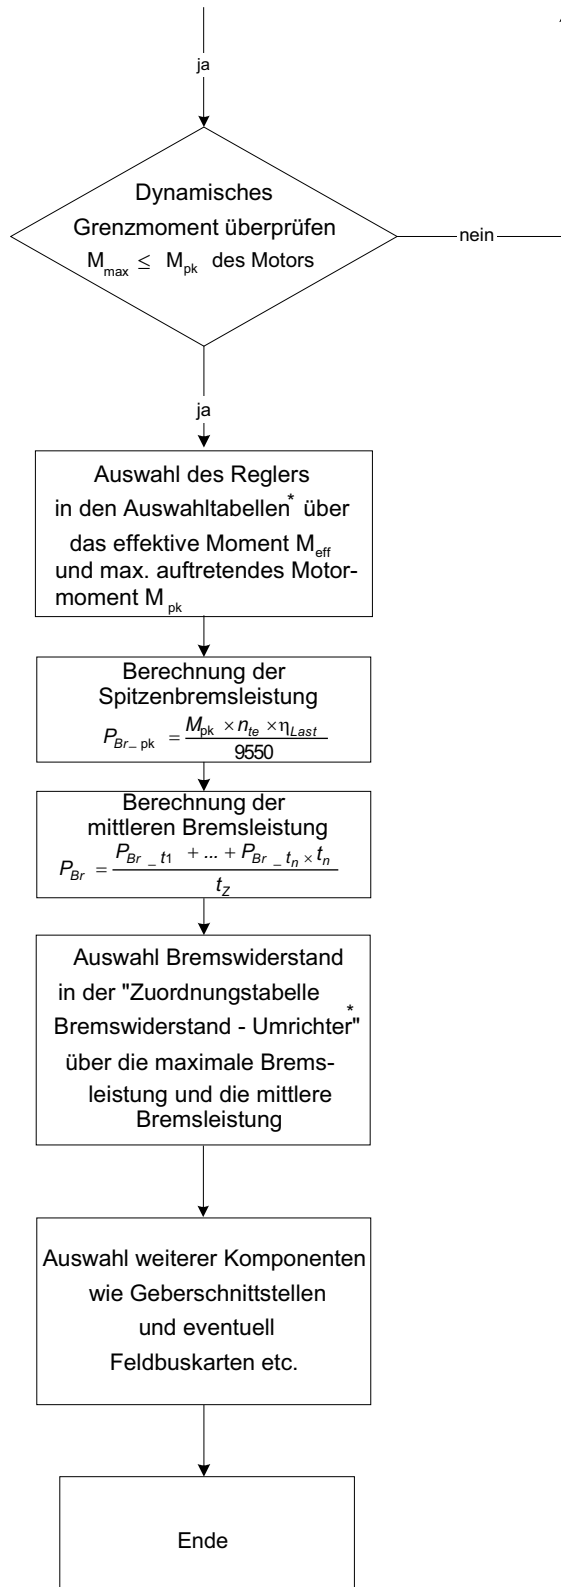 ja
Dynamisches
Grenzmoment überprüfen
M_max ≤ M_pk des Motors
nein
ja
Auswahl des Reglers
in den Auswahltabellen* über
das effektive Moment M_eff
und max. auftretendes Motor-
moment M_pk
Berechnung der
Spitzenbremsleistung
P_Br_pk = (M_pk × n_te × η_Last) / 9550
Berechnung der
mittleren Bremsleistung
P_Br = (P_Br_t1 + ... + P_Br_t_n × t_n) / t_Z
Auswahl Bremswiderstand
in der "Zuordnungstabelle
Bremswiderstand - Umrichter*"
über die maximale Brems-
leistung und die mittlere
Bremsleistung
Auswahl weiterer Komponenten
wie Geberschnittstellen
und eventuell
Feldbuskarten etc.
Ende